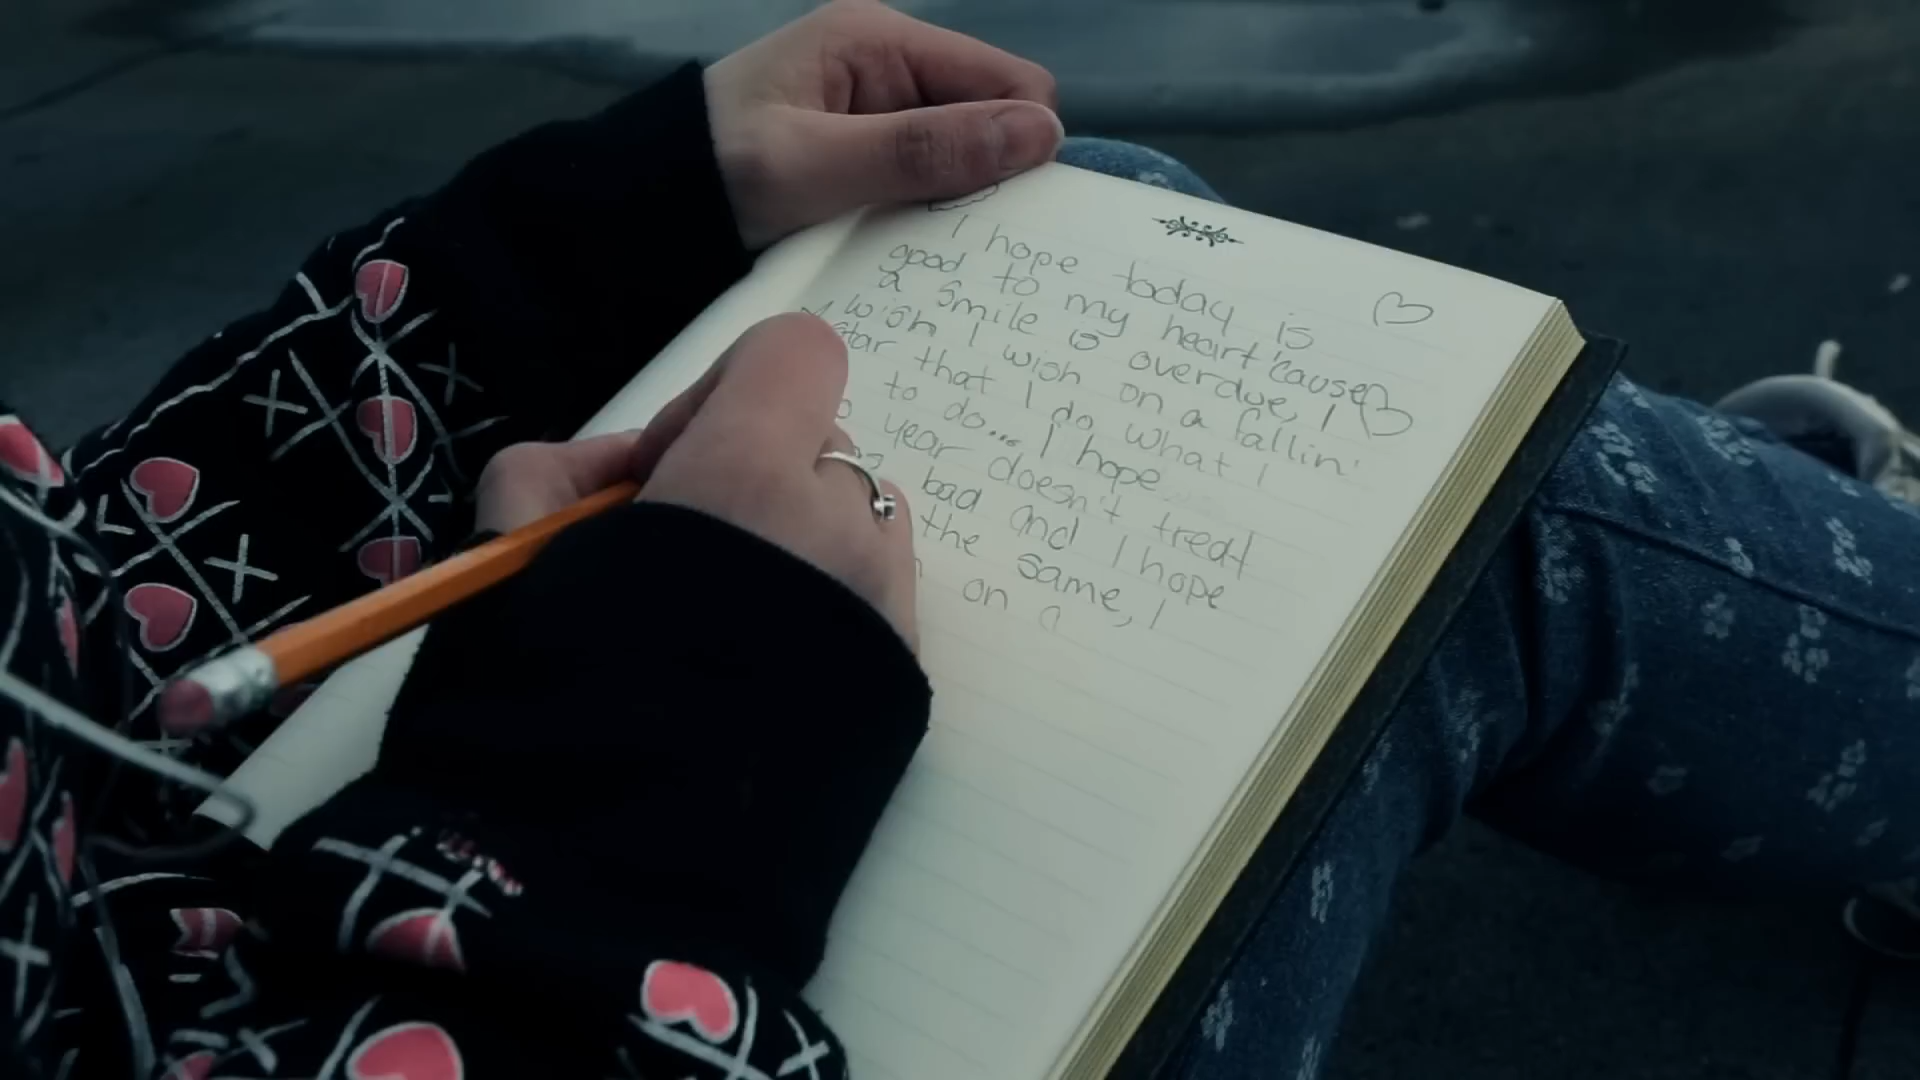 I hope today is
good to my heart 'cause
a smile is overdue, I
wish I wish on a fallin'
star that I do what I
to do... I hope
year doesn't treat
bad and I hope
the same, I
on a